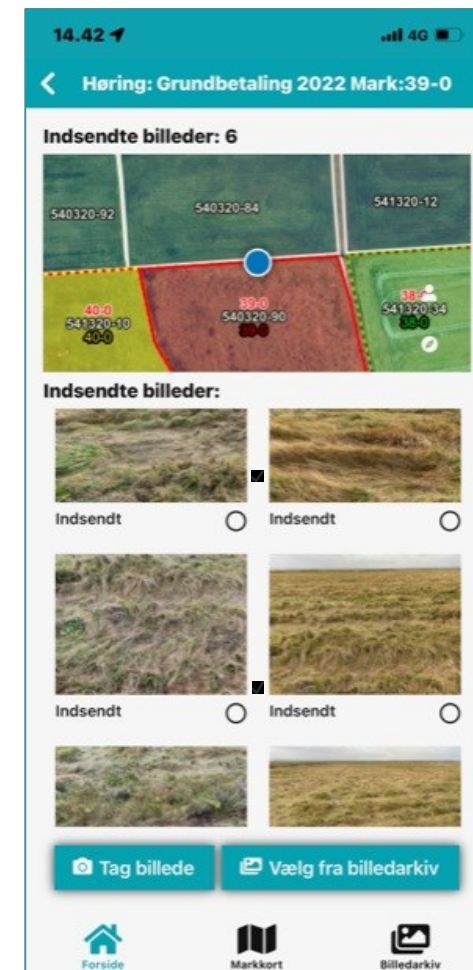 14.42
4G
Høring: Grundbetaling 2022 Mark:39-0
Indsendte billeder: 6
540320-92
540320-84
541320-12
40-0
541320-10
40-0
39-0
540320-90
39-0
38-0
541320-34
38-0
Indsendte billeder:
Indsendt
Indsendt
Indsendt
Indsendt
Tag billede
Vælg fra billedarkiv
Forside
Markkort
Billedarkiv